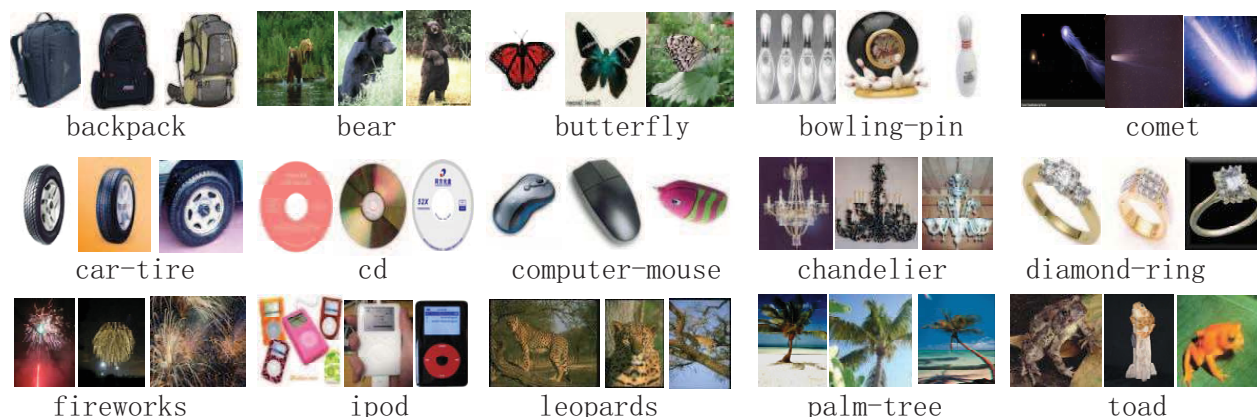 backpack
bear
butterfly
bowling-pin
comet
car-tire
cd
computer-mouse
chandelier
diamond-ring
fireworks
ipod
leopards
palm-tree
toad